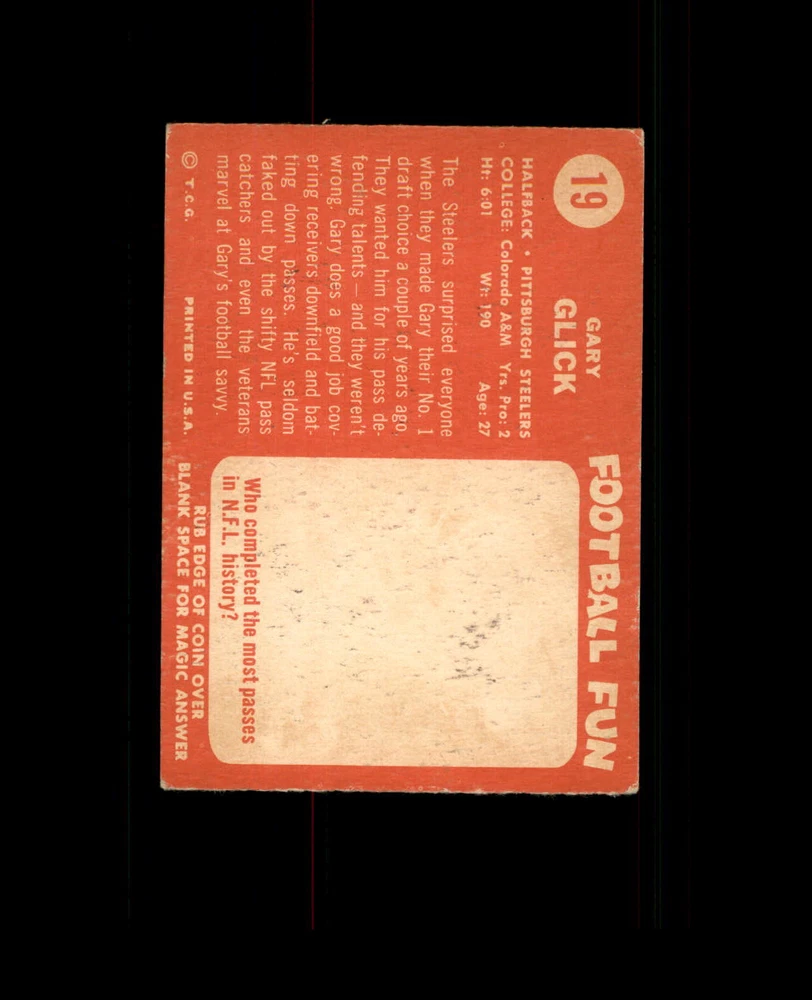 19
GARY
GLICK
HALFBACK • PITTSBURGH STEELERS
COLLEGE: Colorado A&M Yrs. Pro: 2
Ht: 6:01 Wt: 190 Age: 27
The Steelers surprised everyone
when they made Gary their No. 1
draft choice a couple of years ago.
They wanted him for his pass de-
fending talents — and they weren't
wrong. Gary does a good job cov-
ering receivers downfield and bat-
ting down passes. He's seldom
faked out by the shifty NFL pass
catchers and even the veterans
marvel at Gary's football savvy.
© T.C.G. PRINTED IN U.S.A.
FOOTBALL FUN
Who completed the most passes
in N.F.L. history?
RUB EDGE OF COIN OVER
BLANK SPACE FOR MAGIC ANSWER